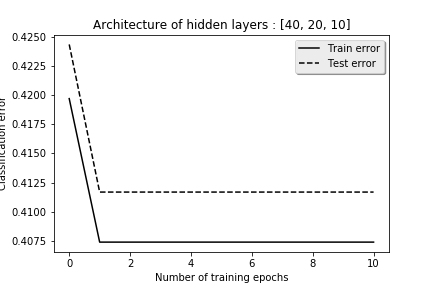 Architecture of hidden layers : [40, 20, 10]
0.4250
0.4225
0.4200
0.4175
0.4150
0.4125
0.4100
0.4075
Classification error
Train error
Test error
0 2 4 6 8 10
Number of training epochs